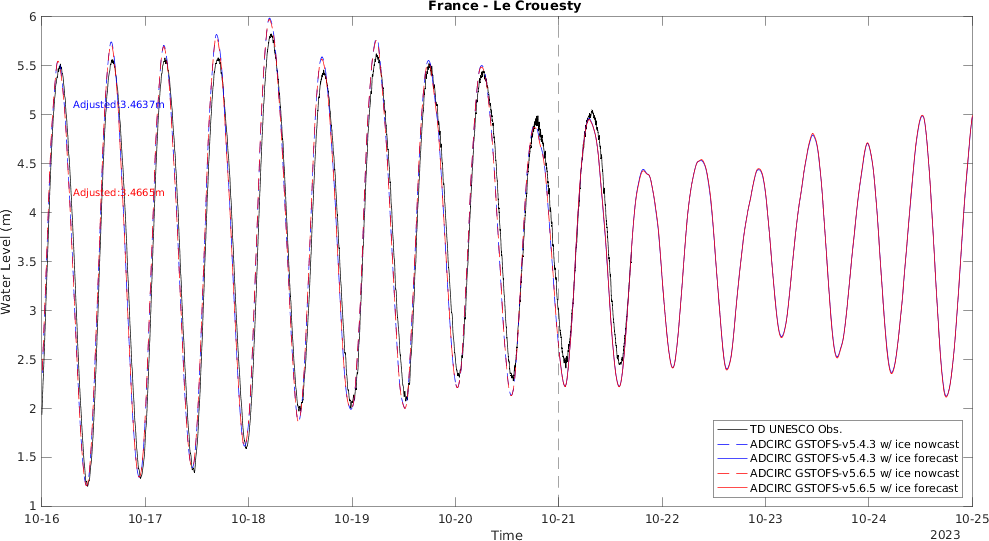 France - Le Crouesty
6
5.5
5
4.5
4
3.5
3
2.5
2
1.5
1
Water Level (m)
Adjusted:3.4637m
Adjusted:3.4665m
TD UNESCO Obs.
ADCIRC GSTOFS-v5.4.3 w/ ice nowcast
ADCIRC GSTOFS-v5.4.3 w/ ice forecast
ADCIRC GSTOFS-v5.6.5 w/ ice nowcast
ADCIRC GSTOFS-v5.6.5 w/ ice forecast
10-16 10-17 10-18 10-19 10-20 10-21 10-22 10-23 10-24 10-25
Time
2023